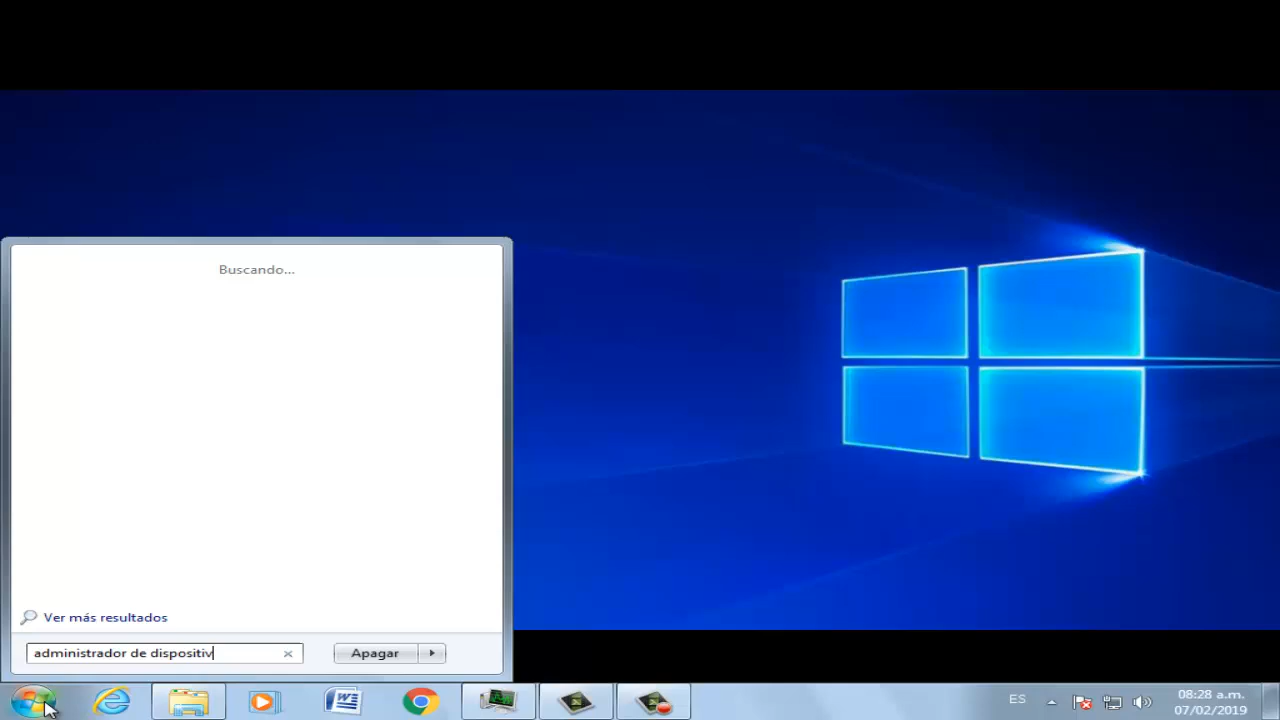 Buscando...
Ver más resultados
administrador de dispositiv
Apagar
ES
08:28 a.m.
07/02/2019